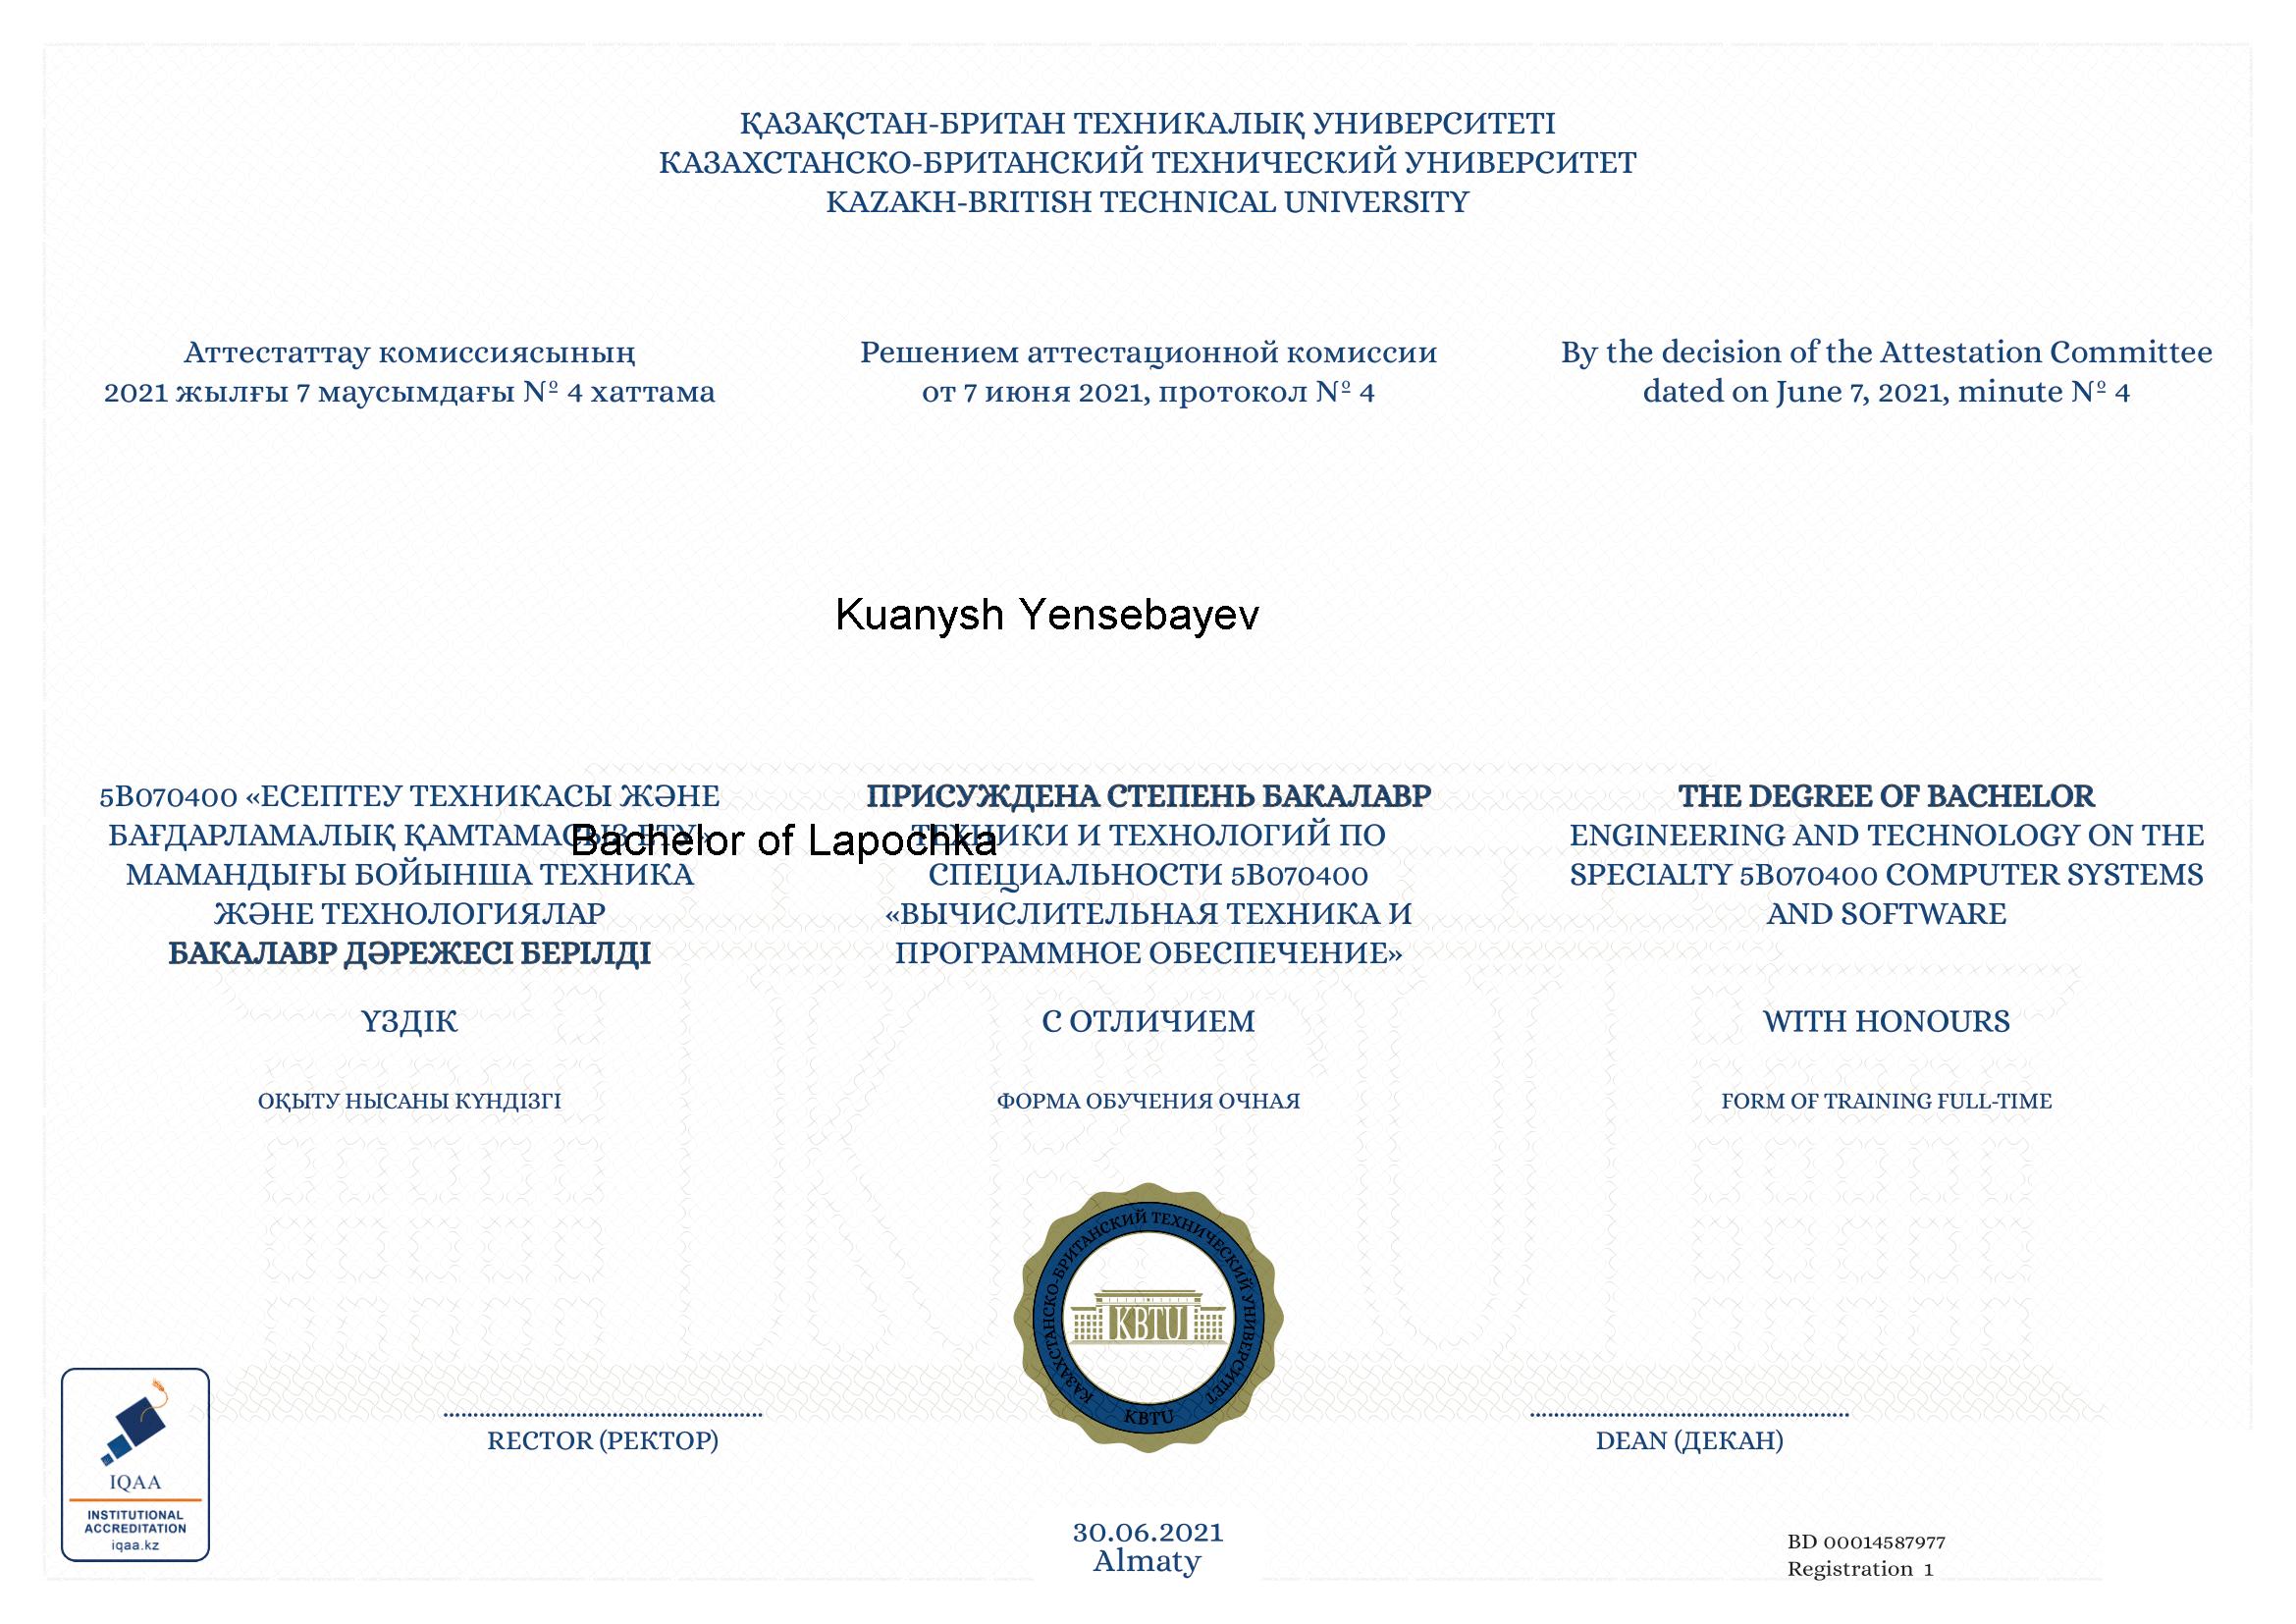 ҚАЗАҚСТАН-БРИТАН ТЕХНИКАЛЫҚ УНИВЕРСИТЕТІ
КАЗАХСТАНСКО-БРИТАНСКИЙ ТЕХНИЧЕСКИЙ УНИВЕРСИТЕТ
KAZAKH-BRITISH TECHNICAL UNIVERSITY
Аттестаттау комиссиясының
2021 жылғы 7 маусымдағы № 4 хаттама
Решением аттестационной комиссии
от 7 июня 2021, протокол № 4
By the decision of the Attestation Committee
dated on June 7, 2021, minute № 4
Kuanysh Yensebayev
5B070400 «ЕСЕПТЕУ ТЕХНИКАСЫ ЖӘНЕ
БАҒДАРЛАМАЛЫҚ ҚАМТАМАСЫЗ ЕТУ»
МАМАНДЫҒЫ БОЙЫНША ТЕХНИКА
ЖӘНЕ ТЕХНОЛОГИЯЛАР
БАКАЛАВР ДӘРЕЖЕСІ БЕРІЛДІ
Bachelor of Lapochka
ПРИСУЖДЕНА СТЕПЕНЬ БАКАЛАВР
ТЕХНИКИ И ТЕХНОЛОГИЙ ПО
СПЕЦИАЛЬНОСТИ 5B070400
«ВЫЧИСЛИТЕЛЬНАЯ ТЕХНИКА И
ПРОГРАММНОЕ ОБЕСПЕЧЕНИЕ»
THE DEGREE OF BACHELOR
ENGINEERING AND TECHNOLOGY ON THE
SPECIALTY 5B070400 COMPUTER SYSTEMS
AND SOFTWARE
ҮЗДІК
С ОТЛИЧИЕМ
WITH HONOURS
ОҚЫТУ НЫСАНЫ КҮНДІЗГІ
ФОРМА ОБУЧЕНИЯ ОЧНАЯ
FORM OF TRAINING FULL-TIME
КАЗАХСТАНСКО-БРИТАНСКИЙ ТЕХНИЧЕСКИЙ УНИВЕРСИТЕТ
KBTU
KBTU
RECTOR (РЕКТОР)
DEAN (ДЕКАН)
IQAA
INSTITUTIONAL
ACCREDITATION
iqaa.kz
30.06.2021
Almaty
BD 00014587977
Registration 1